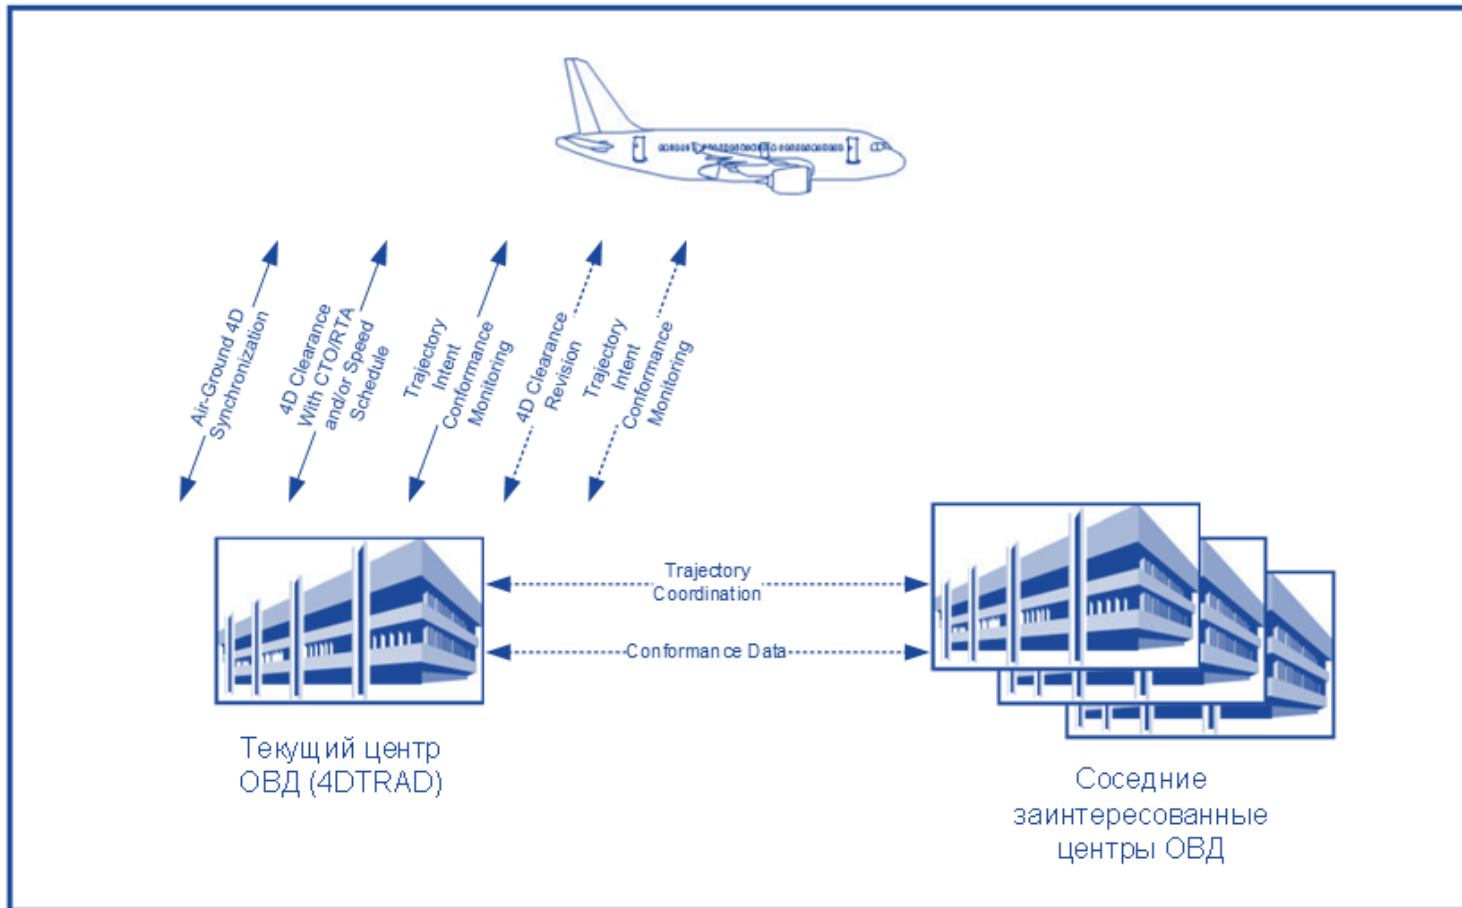 Air-Ground 4D
Synchronization
4D Clearance
With CTO/RTA
and/or Speed
Schedule
Trajectory
Intent
Conformance
Monitoring
4D Clearance
Revision
Trajectory
Intent
Conformance
Monitoring
Trajectory
Coordination
Conformance Data
Текущий центр
ОВД (4DTRAD)
Соседние
заинтересованные
центры ОВД